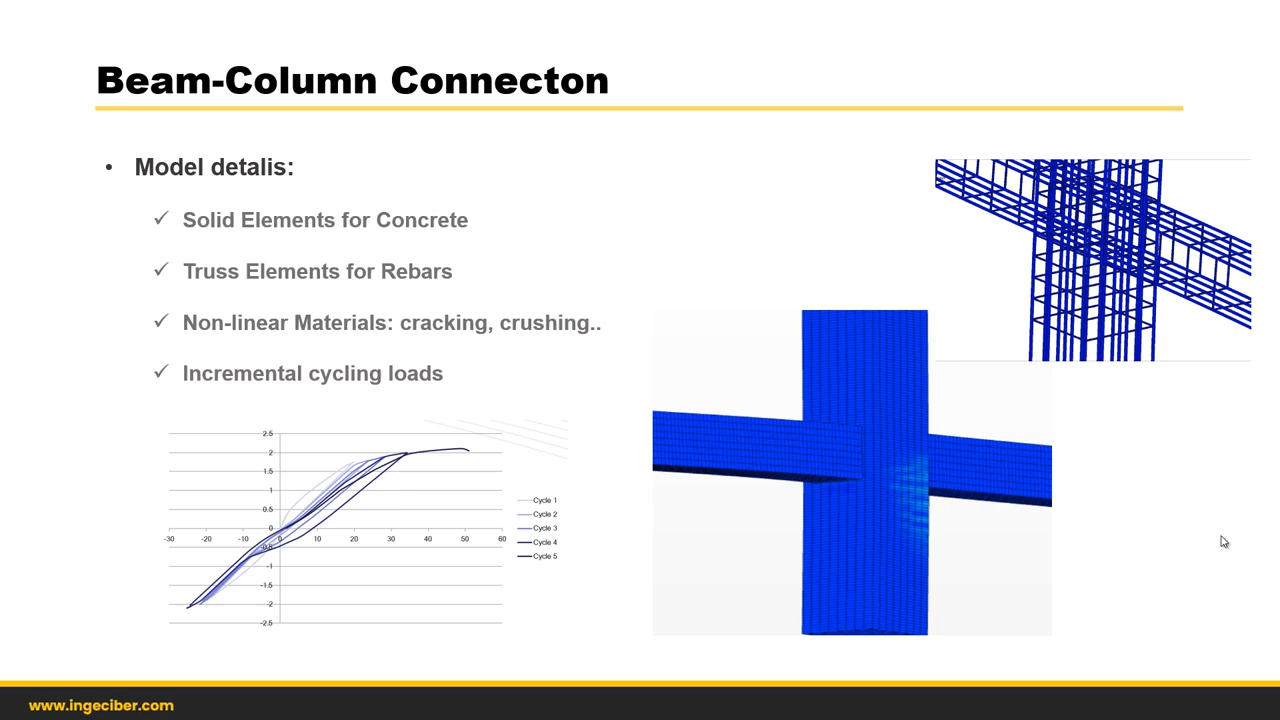 Beam-Column Connecton
• Model detalis:
✓ Solid Elements for Concrete
✓ Truss Elements for Rebars
✓ Non-linear Materials: cracking, crushing..
✓ Incremental cycling loads
2.5
2
1.5
1
0.5
0
-30 -20 -10 0 10 20 30 40 50 60
-0.5
-1
-1.5
-2
-2.5
Cycle 1
Cycle 2
Cycle 3
Cycle 4
Cycle 5
www.ingeciber.com